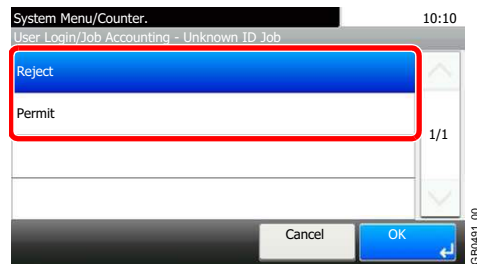 System Menu/Counter.
10:10
User Login/Job Accounting - Unknown ID Job
Reject
Permit
1/1
Cancel
OK
GB0491_00